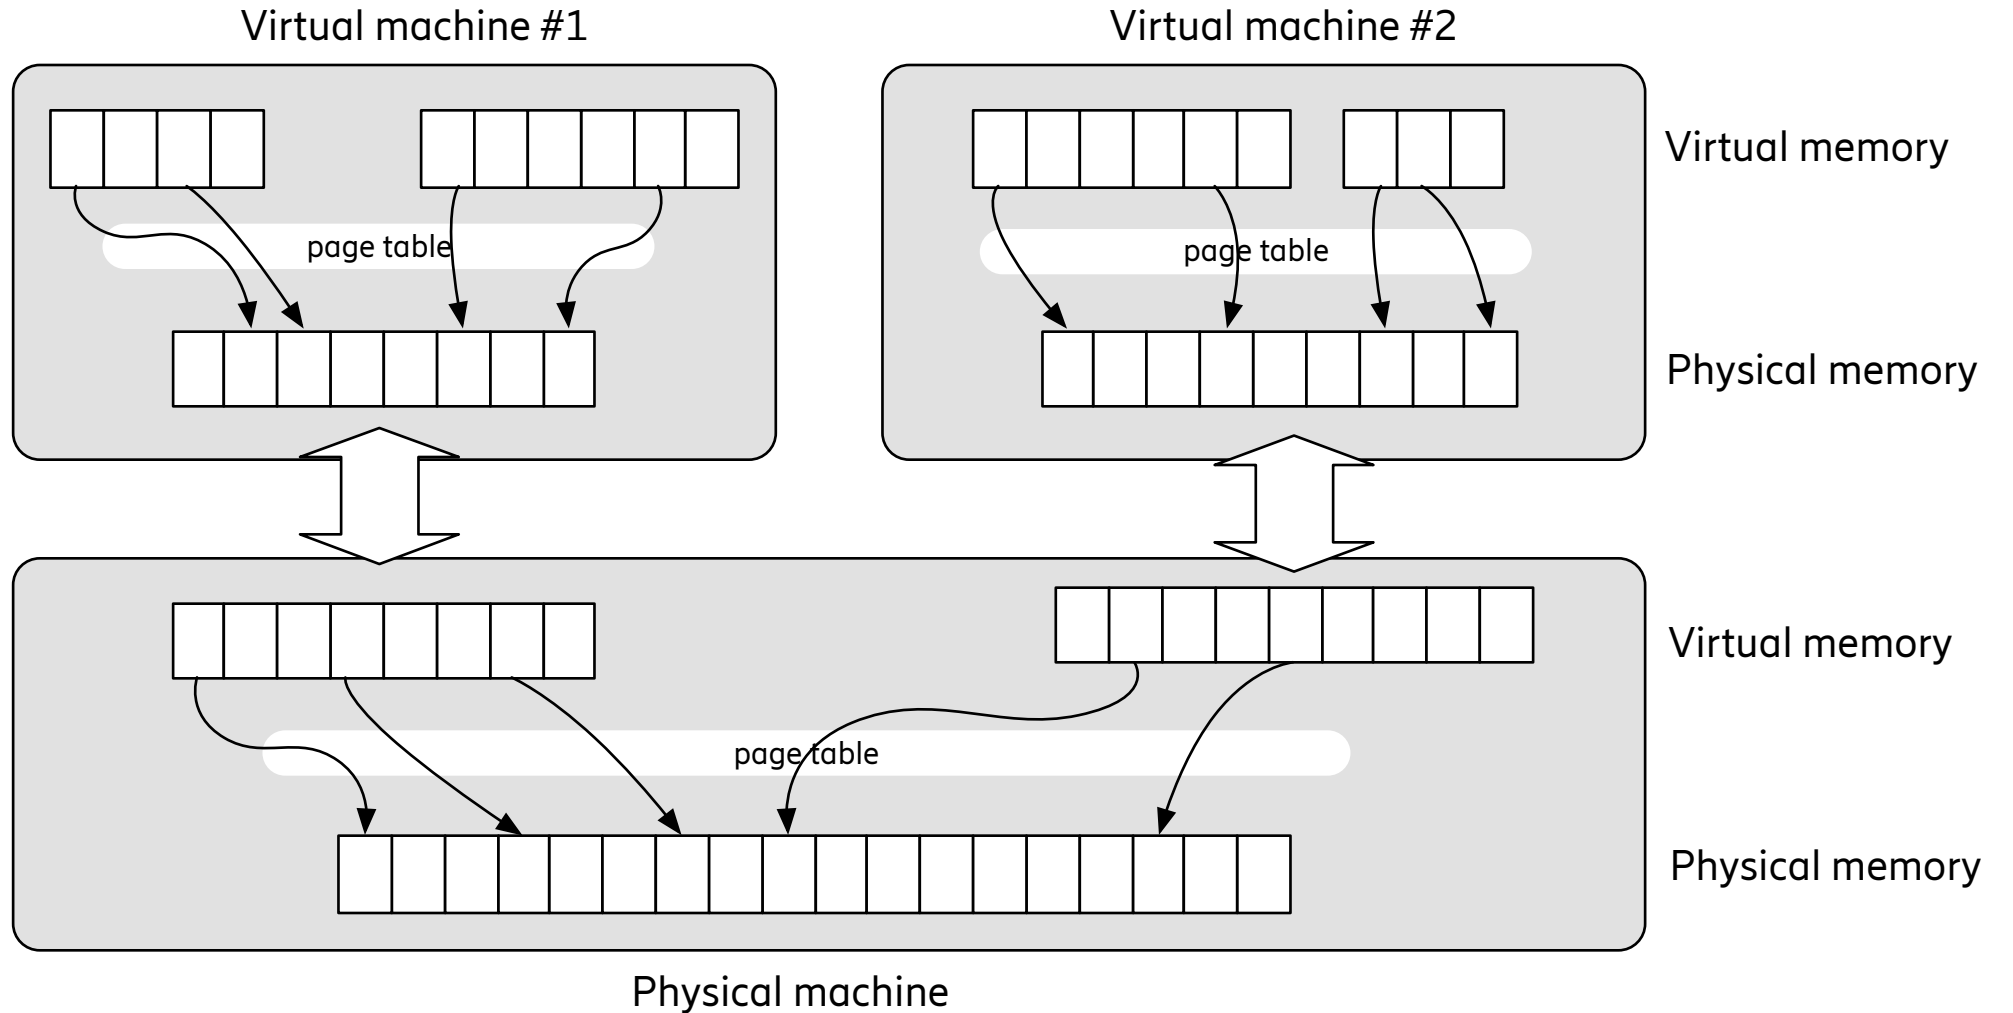 Virtual machine #1
Virtual machine #2
Virtual memory
page table
page table
Physical memory
Virtual memory
page table
Physical memory
Physical machine